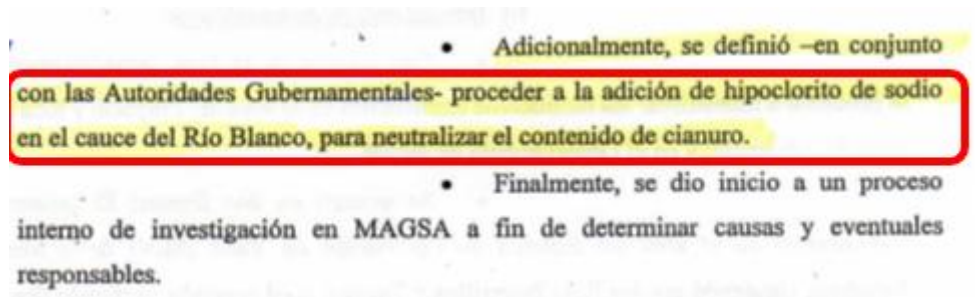 • Adicionalmente, se definió –en conjunto
con las Autoridades Gubernamentales- proceder a la adición de hipoclorito de sodio
en el cauce del Río Blanco, para neutralizar el contenido de cianuro.
• Finalmente, se dio inicio a un proceso
interno de investigación en MAGSA a fin de determinar causas y eventuales
responsables.